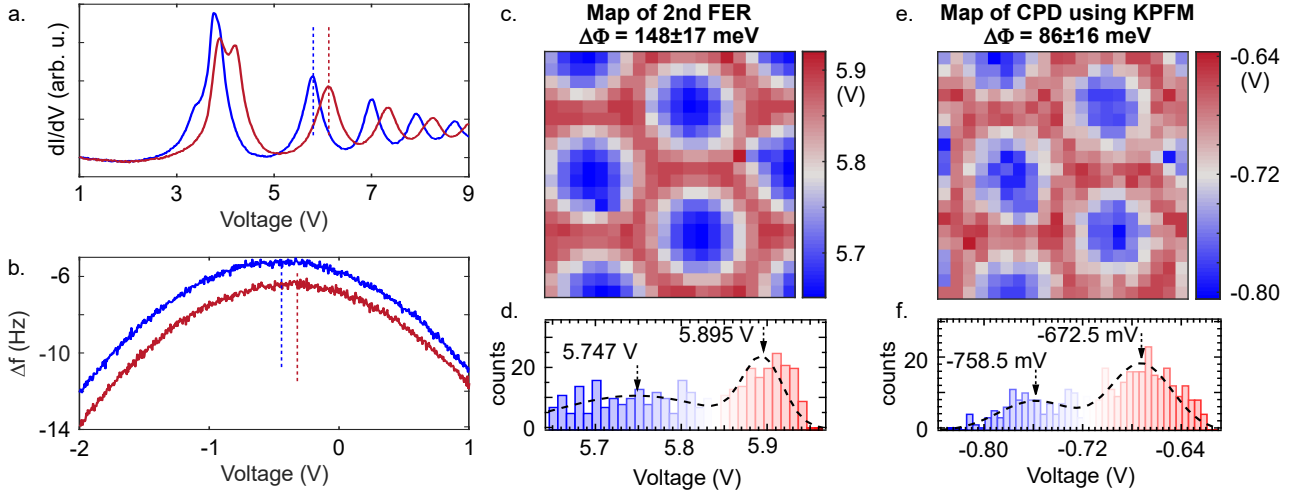 a.
dI/dV (arb. u.)
1 3 5 7 9
Voltage (V)
b.
Δf (Hz)
-6
-10
-14
-2 -1 0 1
Voltage (V)
c.
Map of 2nd FER
ΔΦ = 148±17 meV
5.9
(V)
5.8
5.7
d.
counts
20
0
5.747 V
5.895 V
5.7 5.8 5.9
Voltage (V)
e.
Map of CPD using KPFM
ΔΦ = 86±16 meV
-0.64
(V)
-0.72
-0.80
f.
counts
20
0
-758.5 mV
-672.5 mV
-0.80 -0.72 -0.64
Voltage (V)